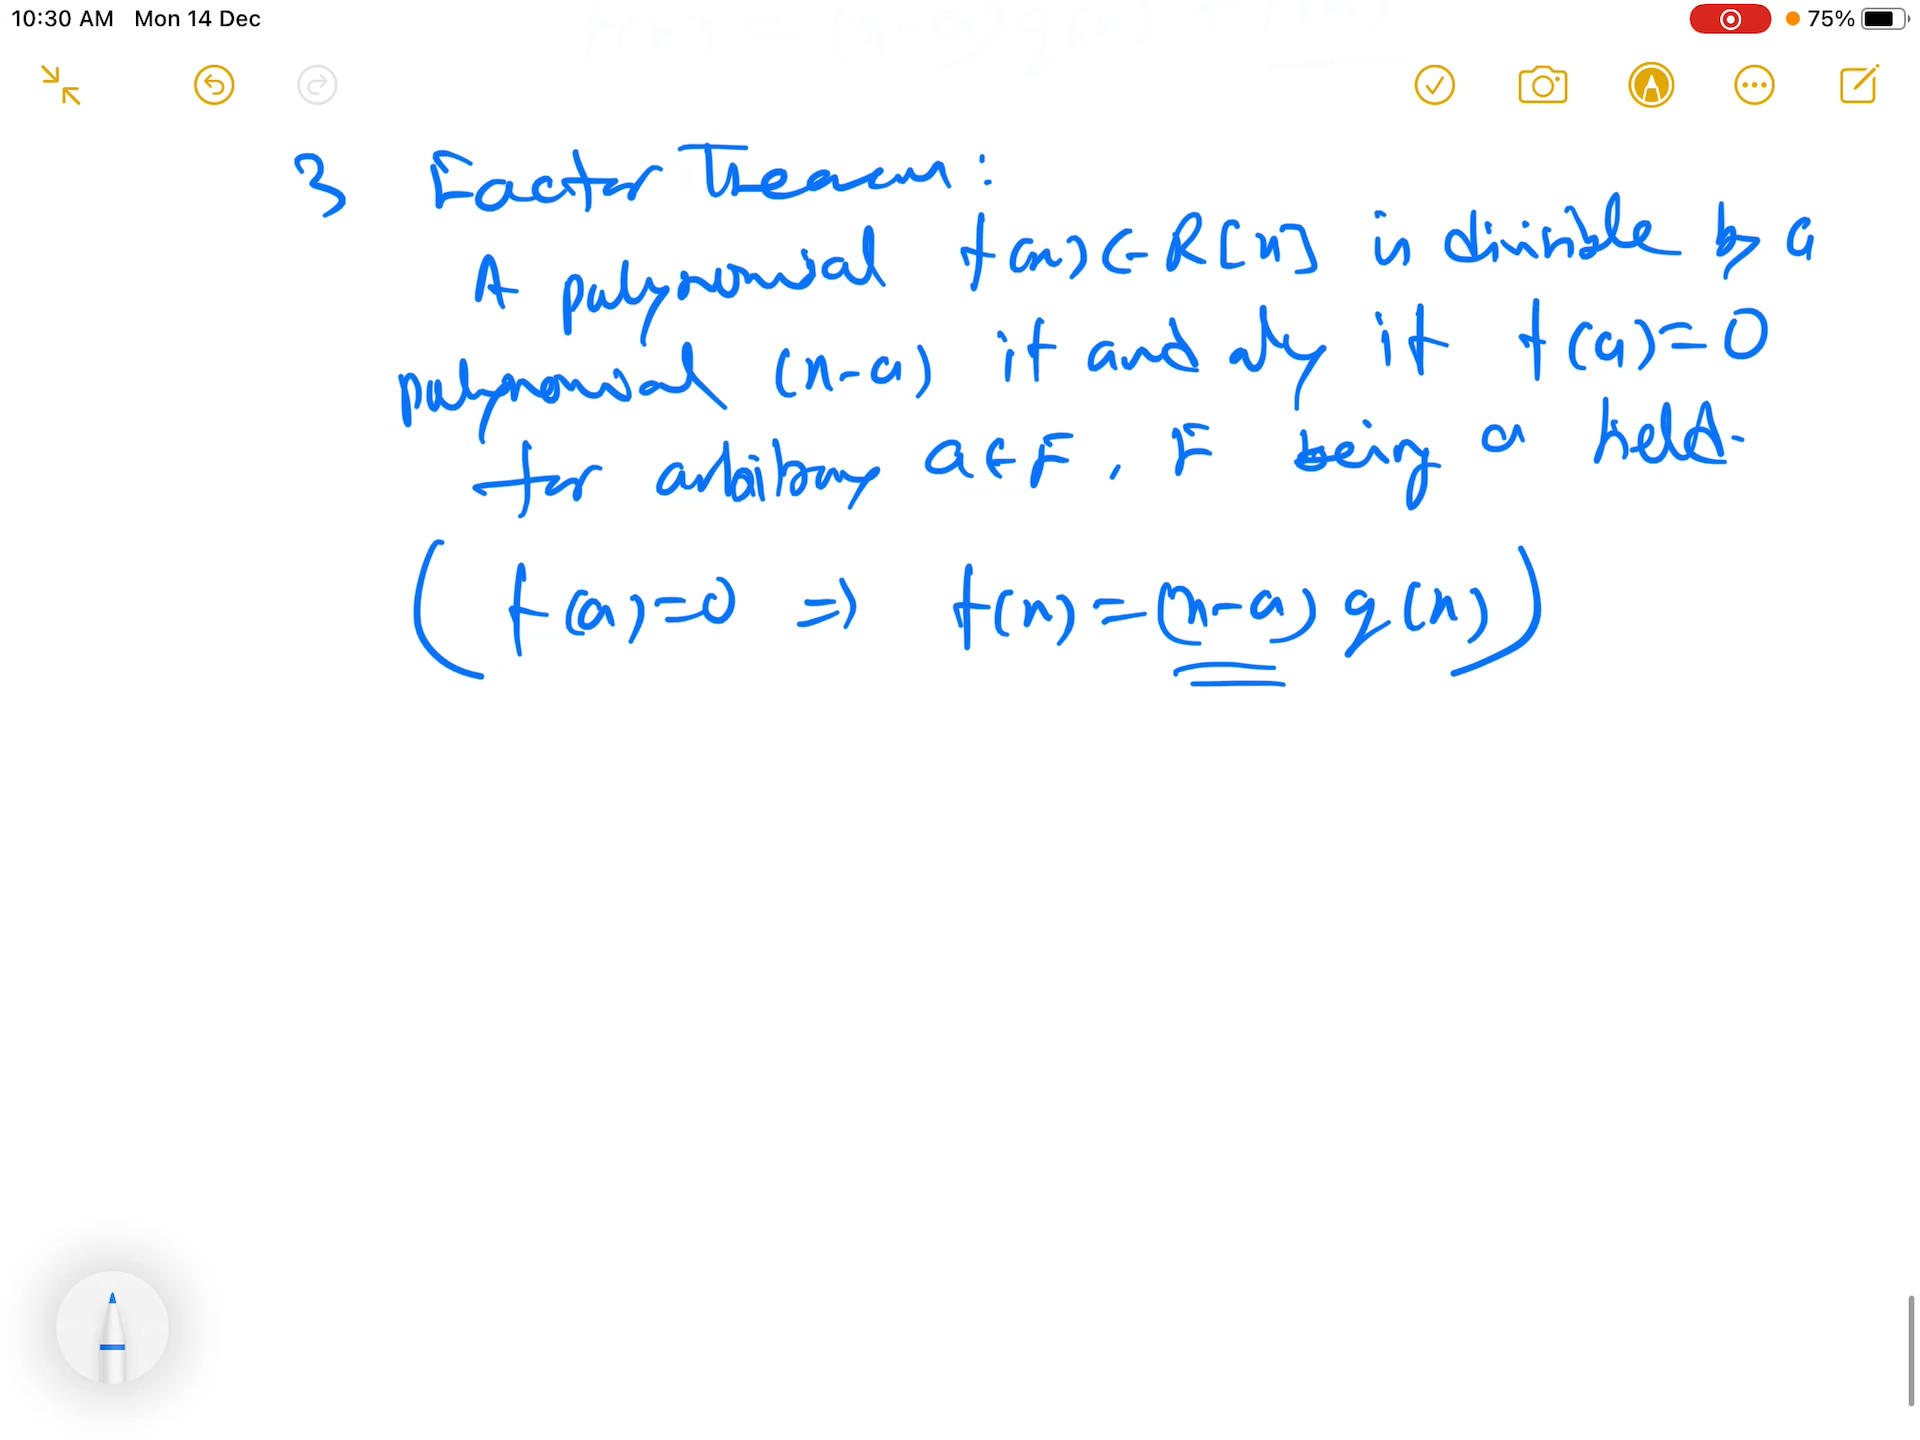 10:30 AM Mon 14 Dec
75%
3 Factor Theorem:
A polynomial f(x) ∈ R[x] is divisible by a
polynomial (x-a) if and only if f(a)=0
for arbitrary a∈F, F being a field.
(f(a)=0 ⇒ f(x)=(x-a) q(x))